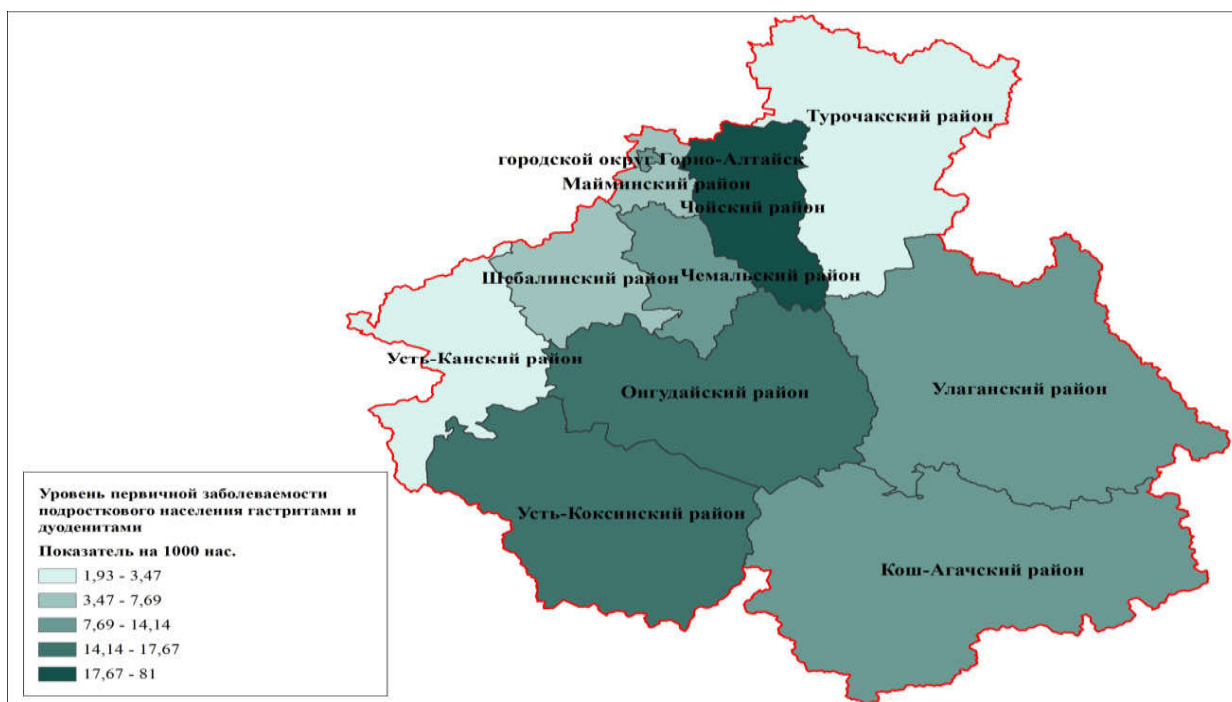 Турочакский район
городской округ Горно-Алтайск
Майминский район
Чойский район
Шебалинский район
Чемальский район
Усть-Канский район
Онгудайский район
Улаганский район
Усть-Коксинский район
Кош-Агачский район
Уровень первичной заболеваемости
подросткового населения гастритами и
дуоденитами
Показатель на 1000 нас.
1,93 - 3,47
3,47 - 7,69
7,69 - 14,14
14,14 - 17,67
17,67 - 81